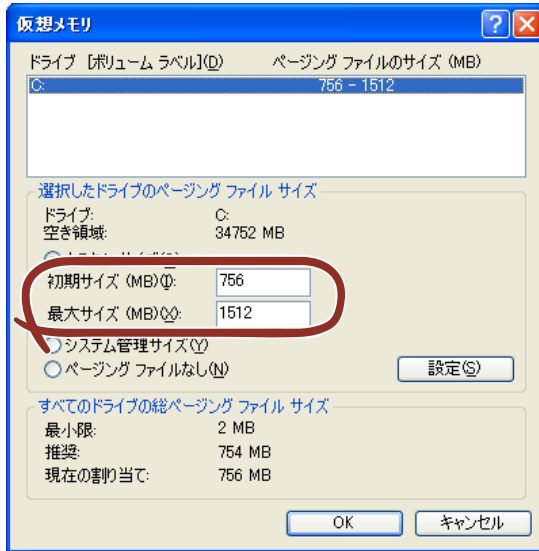 仮想メモリ
ドライブ [ボリューム ラベル](D) ページング ファイルのサイズ (MB)
C: 756 - 1512
選択したドライブのページング ファイル サイズ
ドライブ: C:
空き領域: 34752 MB
初期サイズ (MB)(I): 756
最大サイズ (MB)(X): 1512
システム管理サイズ(Y)
ページング ファイルなし(N) 設定(S)
すべてのドライブの総ページング ファイル サイズ
最小限: 2 MB
推奨: 754 MB
現在の割り当て: 756 MB
OK キャンセル